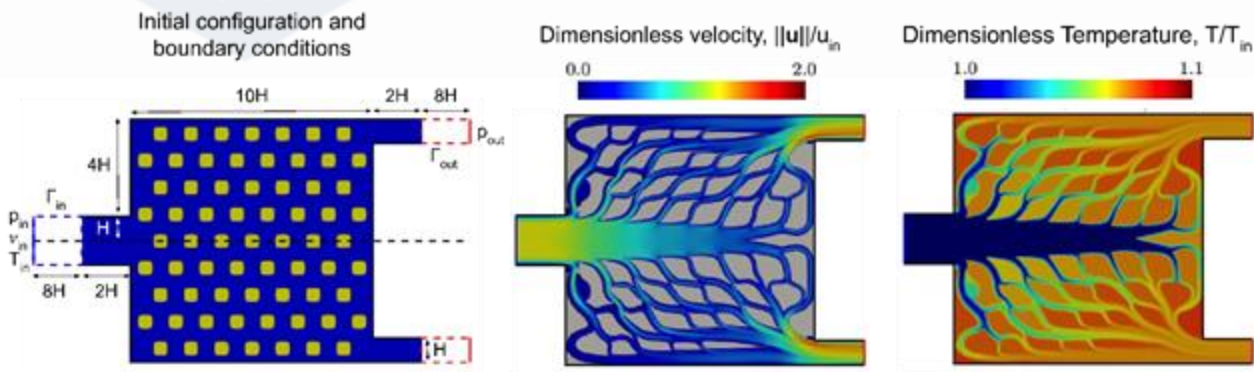 Initial configuration and
boundary conditions
10H
2H
8H
4H
p_out
Γ_out
Γ_in
p_in
H
T_in
8H
2H
H
Dimensionless velocity, ||u||/u_in
0.0
2.0
Dimensionless Temperature, T/T_in
1.0
1.1